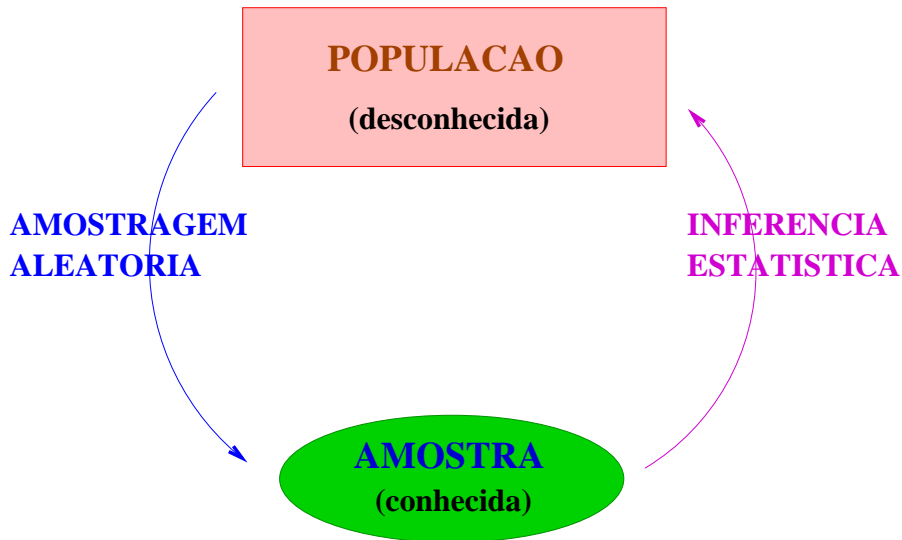 POPULACAO
(desconhecida)
AMOSTRAGEM
ALEATORIA
INFERENCIA
ESTATISTICA
AMOSTRA
(conhecida)